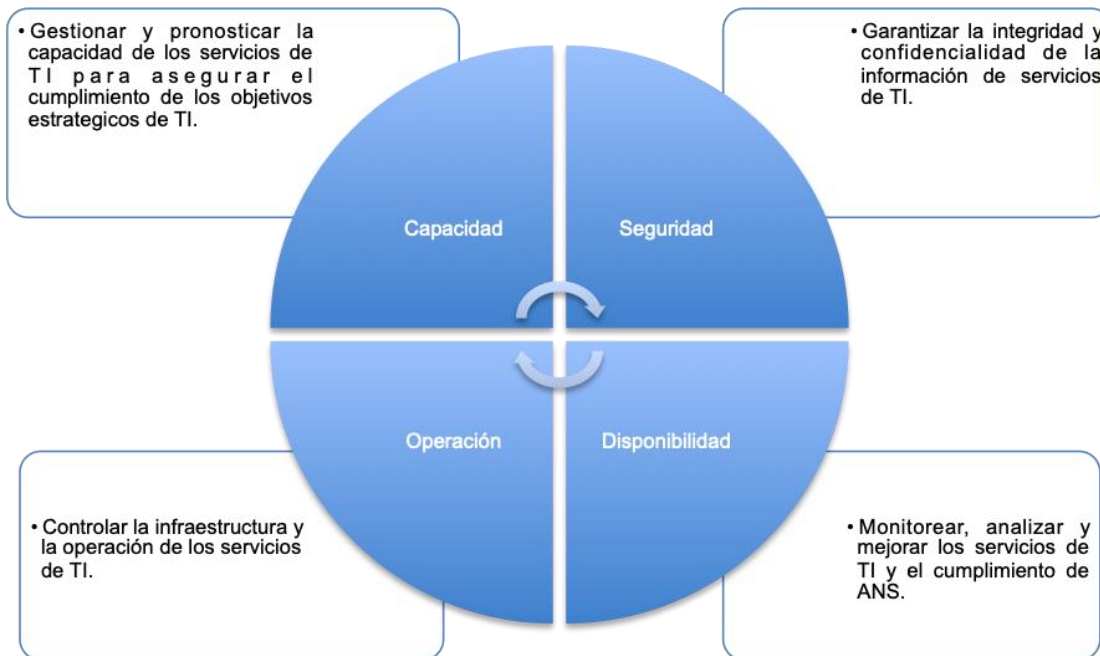 • Gestionar y pronosticar la
capacidad de los servicios de
TI para asegurar el
cumplimiento de los objetivos
estrategicos de TI.
• Garantizar la integridad y
confidencialidad de la
información de servicios
de TI.
Capacidad
Seguridad
Operación
Disponibilidad
• Controlar la infraestructura y
la operación de los servicios
de TI.
• Monitorear, analizar y
mejorar los servicios de
TI y el cumplimiento de
ANS.